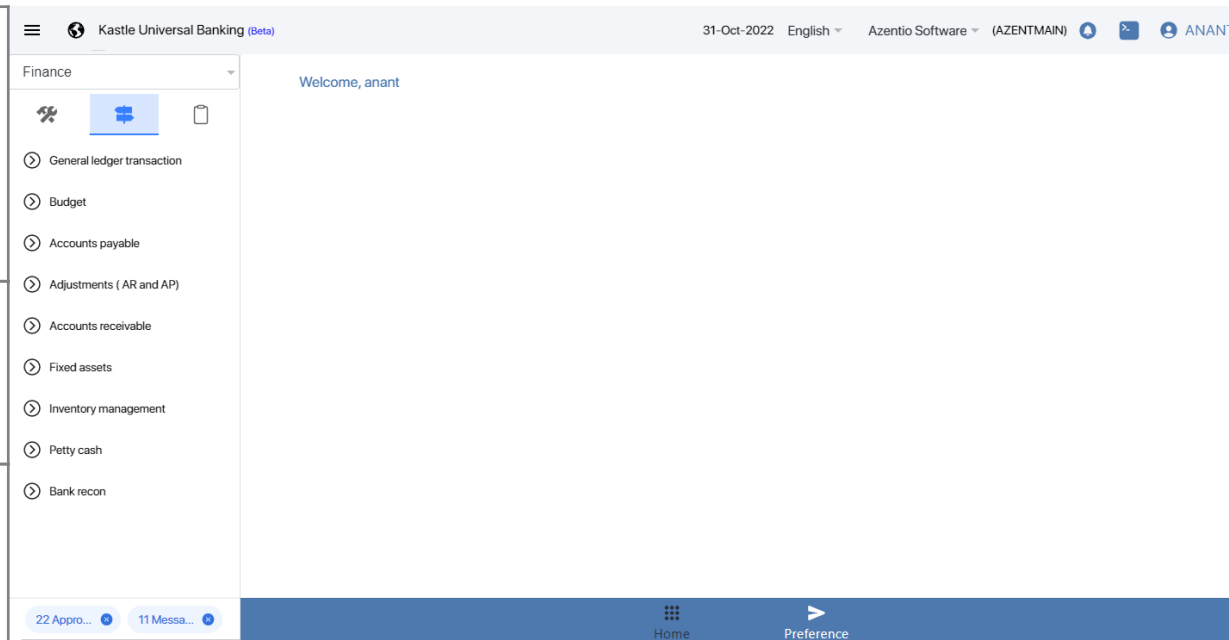 Kastle Universal Banking (Beta) 31-Oct-2022 English Azentio Software (AZENTMAIN) ANANT
Finance
Welcome, anant
General ledger transaction
Budget
Accounts payable
Adjustments ( AR and AP)
Accounts receivable
Fixed assets
Inventory management
Petty cash
Bank recon
22 Appro... 11 Messa...
Home Preference